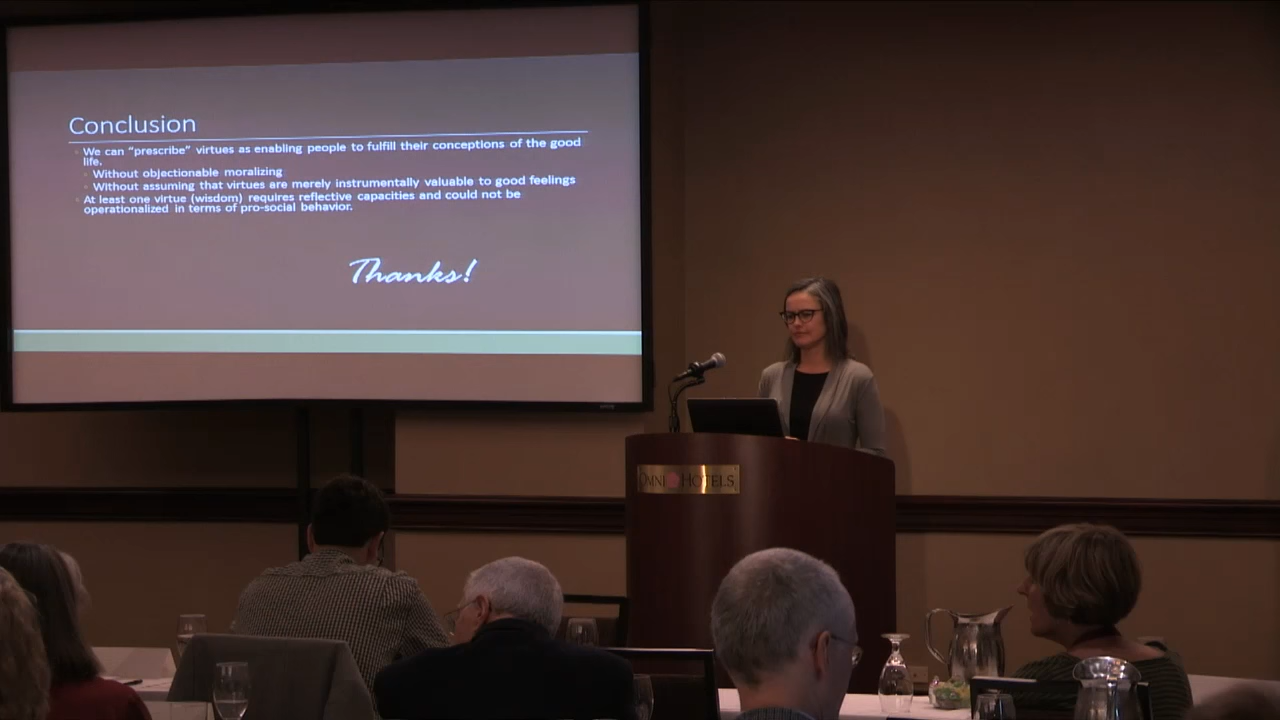 Conclusion
We can “prescribe” virtues as enabling people to fulfill their conceptions of the good
life.
Without objectionable moralizing
Without assuming that virtues are merely instrumentally valuable to good feelings
At least one virtue (wisdom) requires reflective capacities and could not be
operationalized in terms of pro-social behavior.
Thanks!
OMNI HOTELS